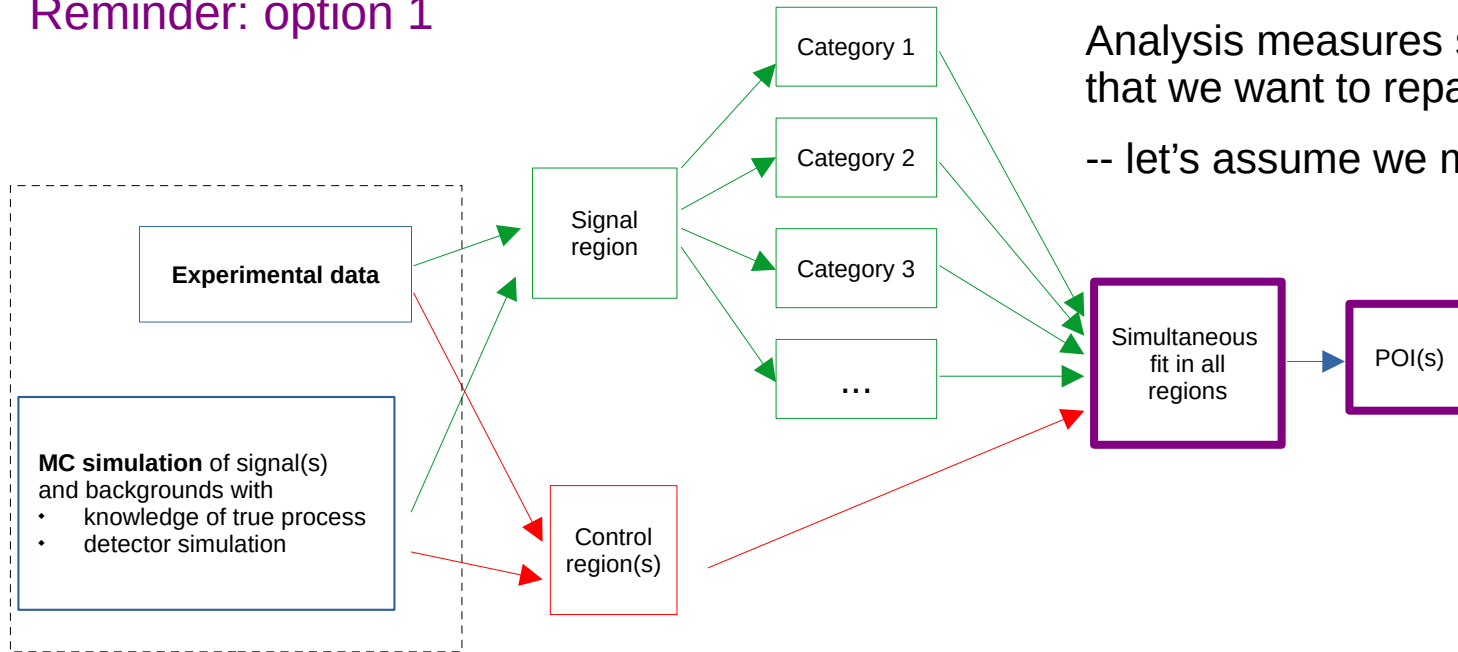 Reminder: option 1
Analysis measures
that we want to
-- let's assume we
Experimental data
MC simulation of signal(s)
and backgrounds with
• knowledge of true process
• detector simulation
Signal
region
Control
region(s)
Category 1
Category 2
Category 3
...
Simultaneous
fit in all
regions
POI(s)